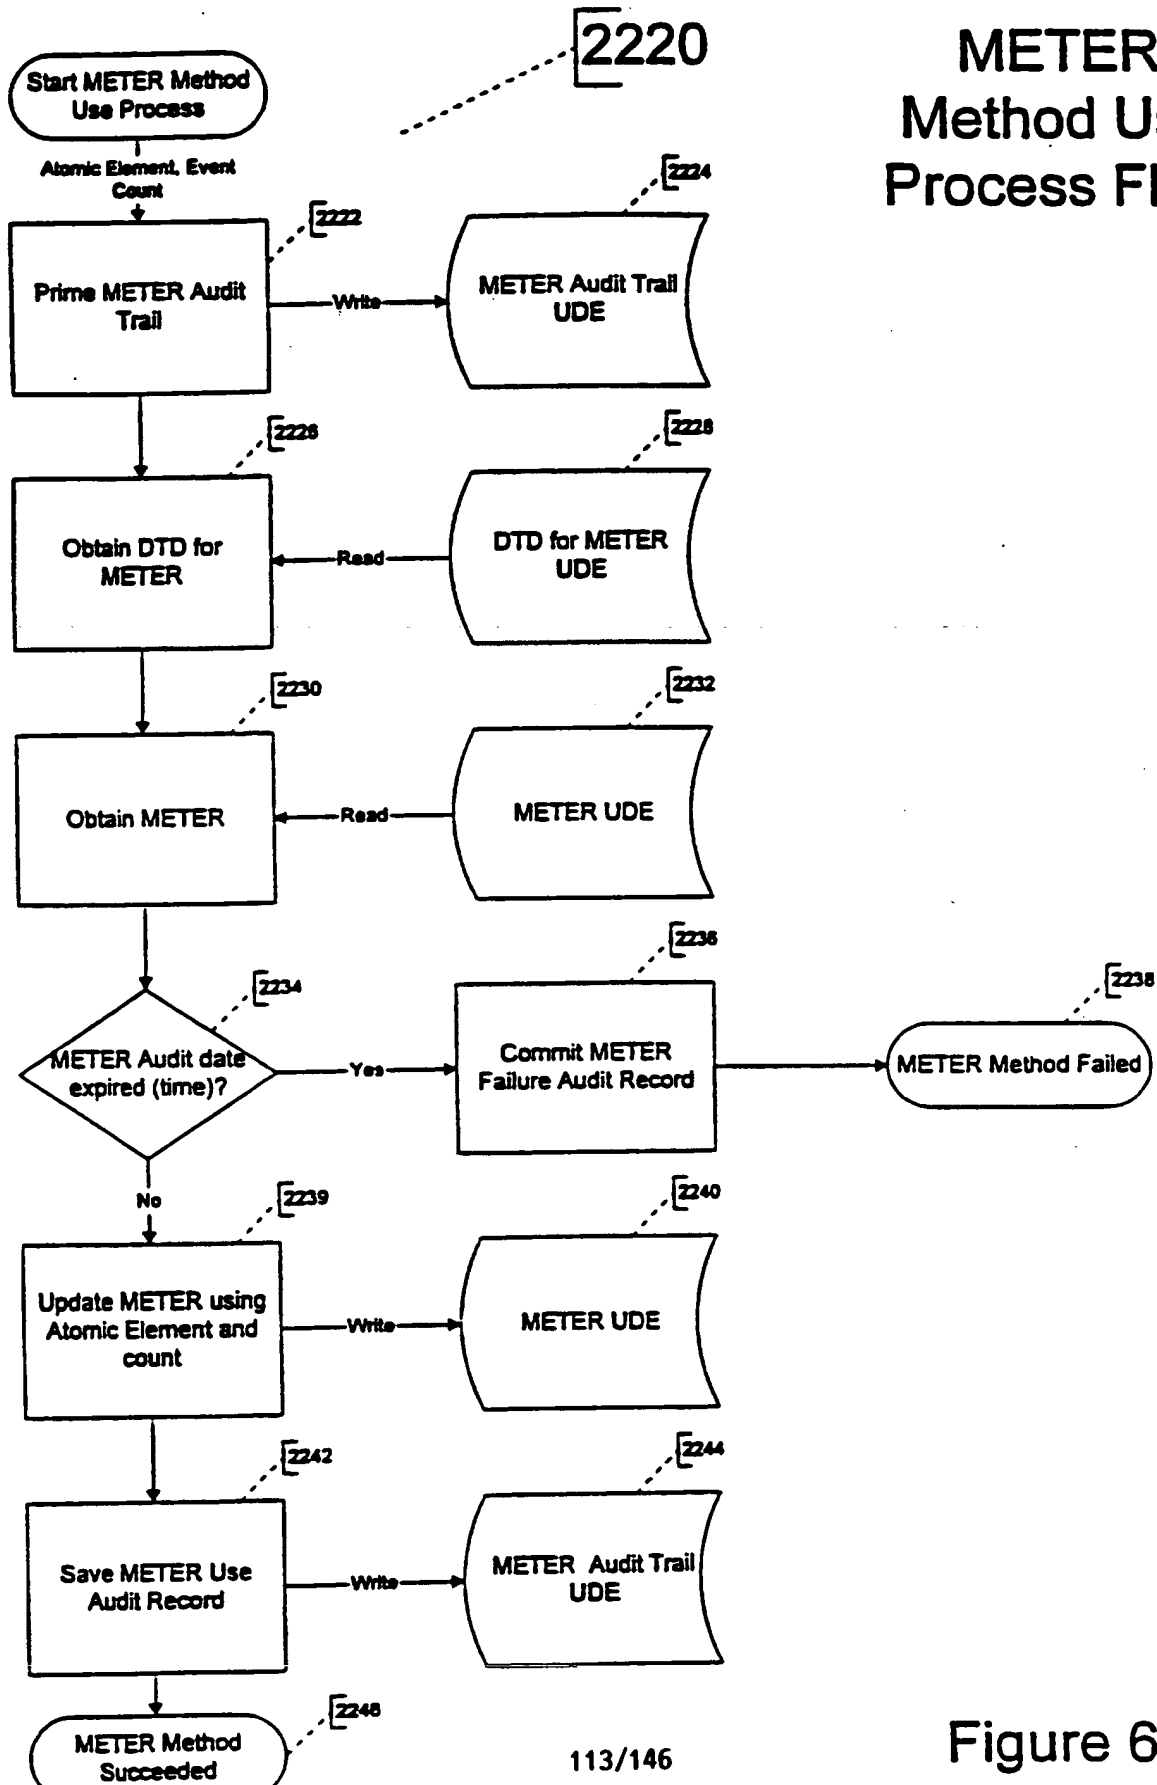 2220
METER
Method Us
Process Fl
Start METER Method
Use Process
Atomic Element, Event
Count
2222
Prime METER Audit
Trail
Write
2224
METER Audit Trail
UDE
2226
Obtain DTD for
METER
Read
2228
DTD for METER
UDE
2230
Obtain METER
Read
2232
METER UDE
2234
METER Audit date
expired (time)?
Yes
2236
Commit METER
Failure Audit Record
2238
METER Method Failed
No
2239
Update METER using
Atomic Element and
count
Write
2240
METER UDE
2242
Save METER Use
Audit Record
Write
2244
METER Audit Trail
UDE
2246
METER Method
Succeeded
113/146
Figure 6